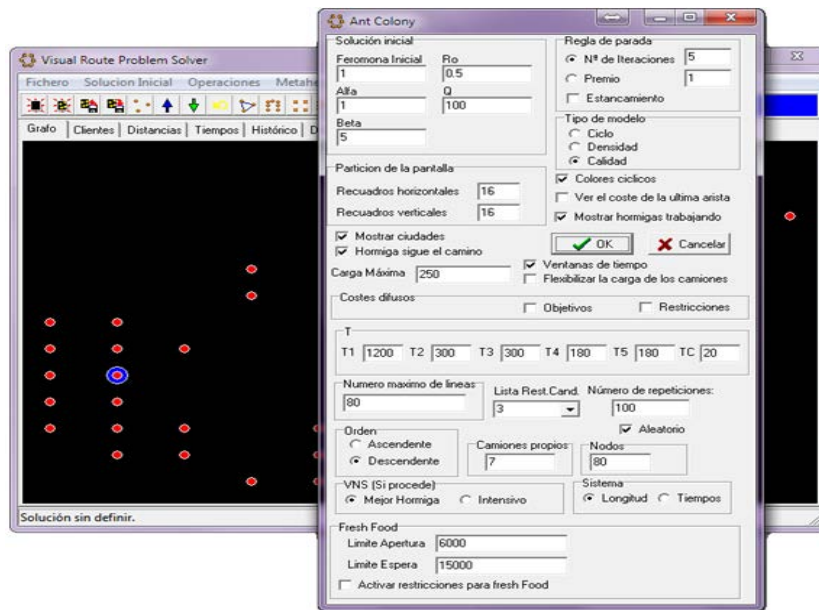 Visual Route Problem Solver
Fichero Solucion Inicial Operaciones
Grafo Clientes Distancias Tiempos Histórico
Solución sin definir.
Ant Colony
Solución inicial
Feromona Inicial Ro
1 0.5
Alfa Q
1 100
Beta
5
Regla de parada
Nº de Iteraciones 5
Premio 1
Estancamiento
Tipo de modelo
Ciclo
Densidad
Calidad
Particion de la pantalla
Recuadros horizontales 16
Recuadros verticales 16
Colores ciclicos
Ver el coste de la ultima arista
Mostrar hormigas trabajando
Mostrar ciudades
Hormiga sigue el camino
OK Cancelar
Carga Máxima 250
Ventanas de tiempo
Flexibilizar la carga de los camiones
Costes difusos
Objetivos Restricciones
T
T1 1200 T2 300 T3 300 T4 180 T5 180 TC 20
Numero maximo de lineas Lista Rest.Cand. Número de repeticiones:
80 3 100
Aleatorio
Orden
Ascendente
Descendente
Camiones propios
7
Nodos
80
VNS (Si procede)
Mejor Hormiga Intensivo
Sistema
Longitud Tiempos
Fresh Food
Limite Apertura 6000
Limite Espera 15000
Activar restricciones para fresh Food